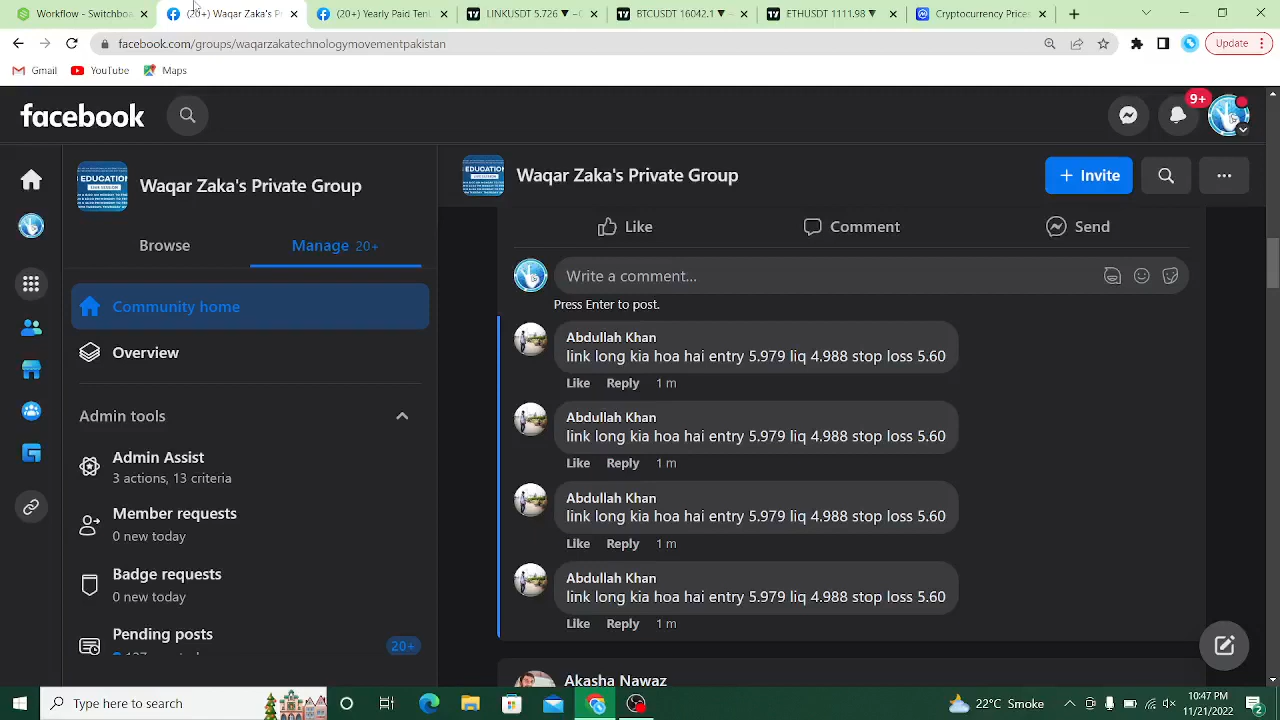 Workflow - Switchboa
(20+) Waqar Zaka's P
(20+) Yearly Paid Ten
LINKUSDT 5.726 ▼ −
BTCUSDT 16042.1 ▼ −
ETHUSDT 1111.98 ▼ −
Cryptocurrency Prices
facebook.com/groups/waqarzakatechnologymovementpakistan
Update
Gmail YouTube Maps
facebook
9+
EDUCATION
LIVE SESSION
Waqar Zaka's Private Group
Browse
Manage 20+
Community home
Overview
Admin tools
Admin Assist
3 actions, 13 criteria
Member requests
0 new today
Badge requests
0 new today
Pending posts
20+
EDUCATION
Waqar Zaka's Private Group
+ Invite
Like Comment Send
Write a comment...
Press Enter to post.
Abdullah Khan
link long kia hoa hai entry 5.979 liq 4.988 stop loss 5.60
Like Reply 1 m
Abdullah Khan
link long kia hoa hai entry 5.979 liq 4.988 stop loss 5.60
Like Reply 1 m
Abdullah Khan
link long kia hoa hai entry 5.979 liq 4.988 stop loss 5.60
Like Reply 1 m
Abdullah Khan
link long kia hoa hai entry 5.979 liq 4.988 stop loss 5.60
Like Reply 1 m
Akasha Nawaz
Type here to search
22°C Smoke
10:47 PM
11/21/2022
2